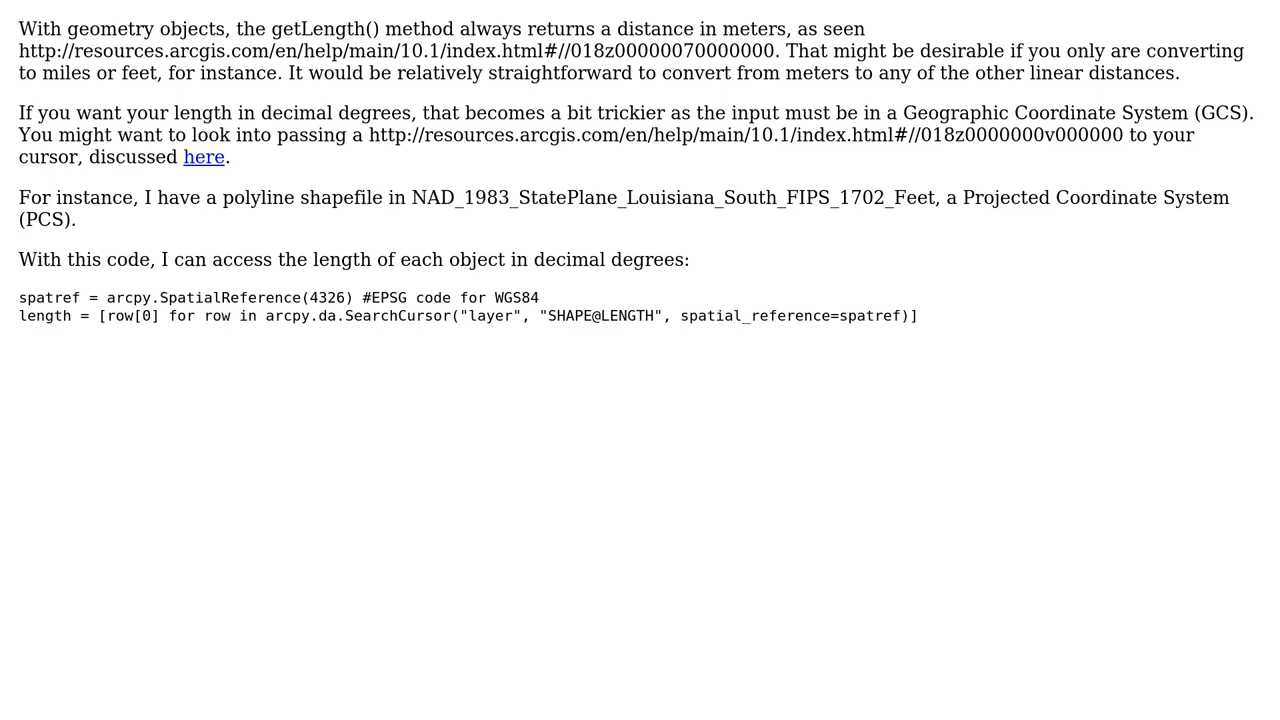 With geometry objects, the getLength() method always returns a distance in meters, as seen
http://resources.arcgis.com/en/help/main/10.1/index.html#//018z00000070000000. That might be desirable if you only are converting
to miles or feet, for instance. It would be relatively straightforward to convert from meters to any of the other linear distances.
If you want your length in decimal degrees, that becomes a bit trickier as the input must be in a Geographic Coordinate System (GCS).
You might want to look into passing a http://resources.arcgis.com/en/help/main/10.1/index.html#//018z0000000v000000 to your
cursor, discussed here.
For instance, I have a polyline shapefile in NAD_1983_StatePlane_Louisiana_South_FIPS_1702_Feet, a Projected Coordinate System
(PCS).
With this code, I can access the length of each object in decimal degrees:
spatref = arcpy.SpatialReference(4326) #EPSG code for WGS84
length = [row[0] for row in arcpy.da.SearchCursor("layer", "SHAPE@LENGTH", spatial_reference=spatref)]